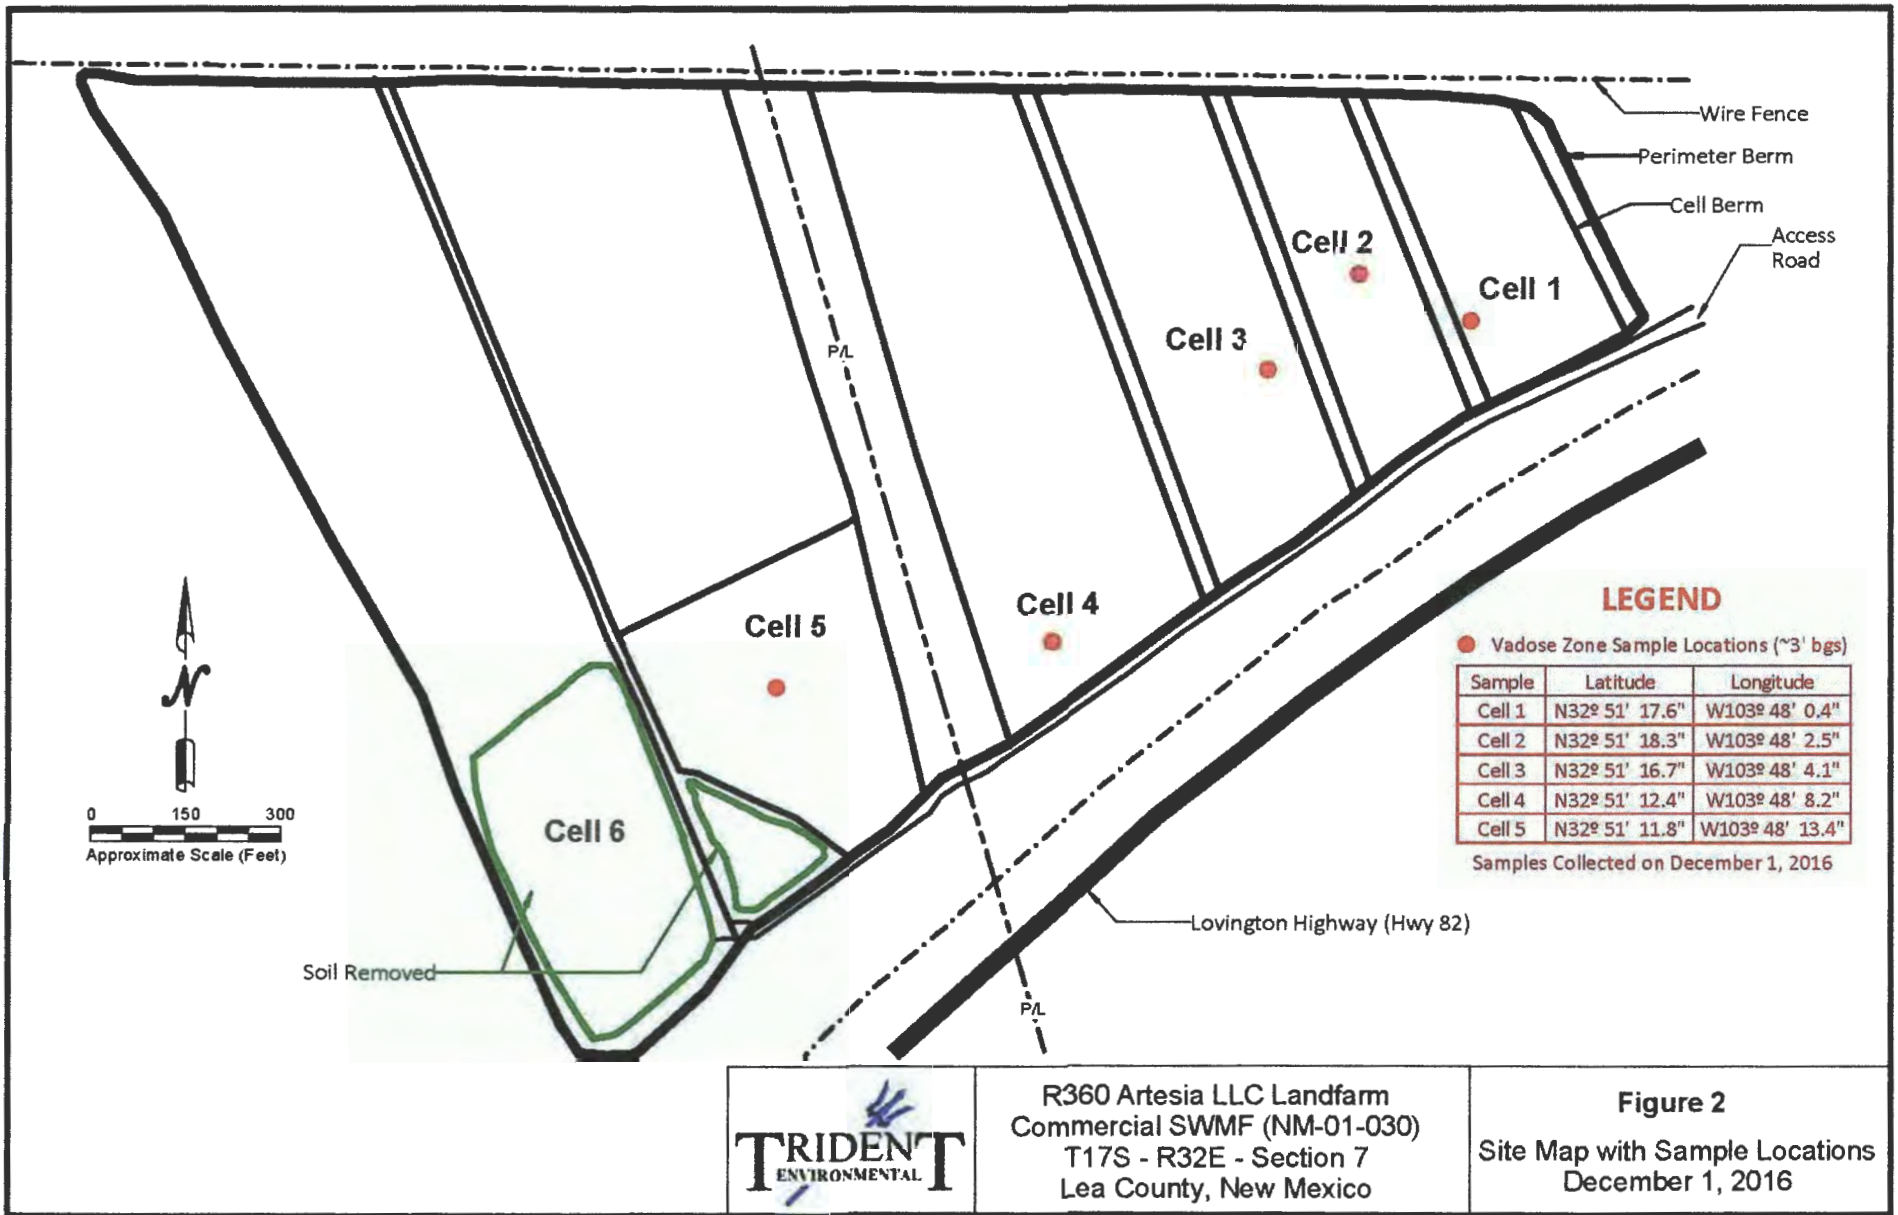 Wire Fence
Perimeter Berm
Cell Berm
Access
Road
Cell 2
Cell 1
Cell 3
P/L
Cell 4
Cell 5
Cell 6
N
0 150 300
Approximate Scale (Feet)
Soil Removed
P/L
Lovington Highway (Hwy 82)
LEGEND
Vadose Zone Sample Locations (~3' bgs)
Sample Latitude Longitude
Cell 1 N32º 51' 17.6" W103º 48' 0.4"
Cell 2 N32º 51' 18.3" W103º 48' 2.5"
Cell 3 N32º 51' 16.7" W103º 48' 4.1"
Cell 4 N32º 51' 12.4" W103º 48' 8.2"
Cell 5 N32º 51' 11.8" W103º 48' 13.4"
Samples Collected on December 1, 2016
TRIDENT
ENVIRONMENTAL
R360 Artesia LLC Landfarm
Commercial SWMF (NM-01-030)
T17S - R32E - Section 7
Lea County, New Mexico
Figure 2
Site Map with Sample Locations
December 1, 2016